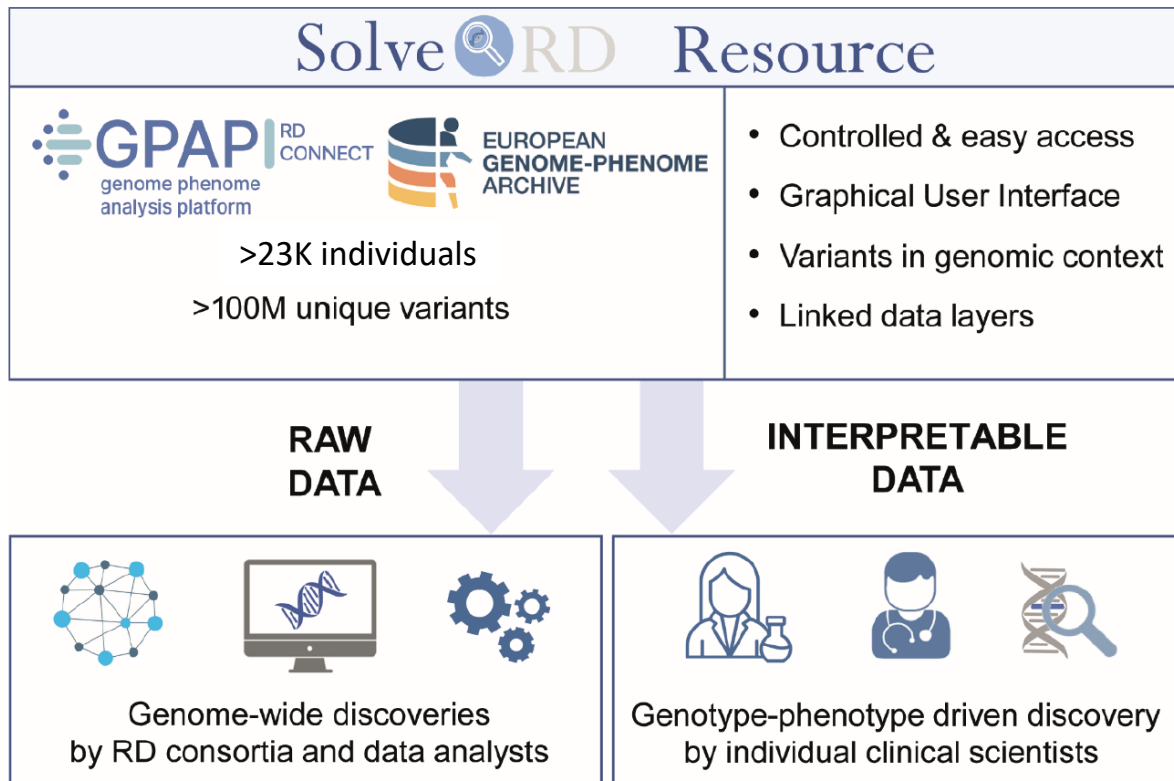 Solve RD Resource
GPAP RD
CONNECT
genome phenome
analysis platform
EUROPEAN
GENOME-PHENOME
ARCHIVE
>23K individuals
>100M unique variants
• Controlled & easy access
• Graphical User Interface
• Variants in genomic context
• Linked data layers
RAW
DATA
INTERPRETABLE
DATA
Genome-wide discoveries
by RD consortia and data analysts
Genotype-phenotype driven discovery
by individual clinical scientists